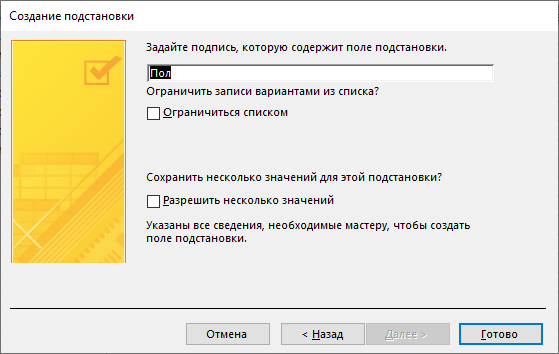 Создание подстановки
Задайте подпись, которую содержит поле подстановки.
Пол
Ограничить записи вариантами из списка?
Ограничиться списком
Сохранить несколько значений для этой подстановки?
Разрешить несколько значений
Указаны все сведения, необходимые мастеру, чтобы создать
поле подстановки.
Отмена
< Назад
Далее >
Готово